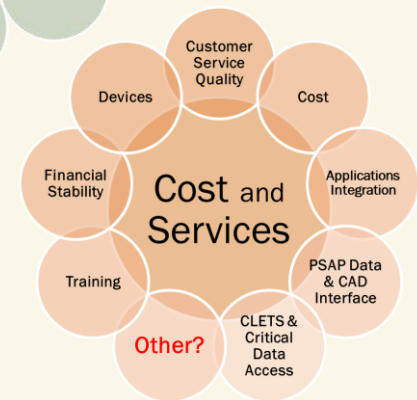 Customer
Service
Quality
Cost
Applications
Integration
PSAP Data
& CAD
Interface
CLETS &
Critical
Data
Access
Other?
Training
Financial
Stability
Devices
Cost and
Services